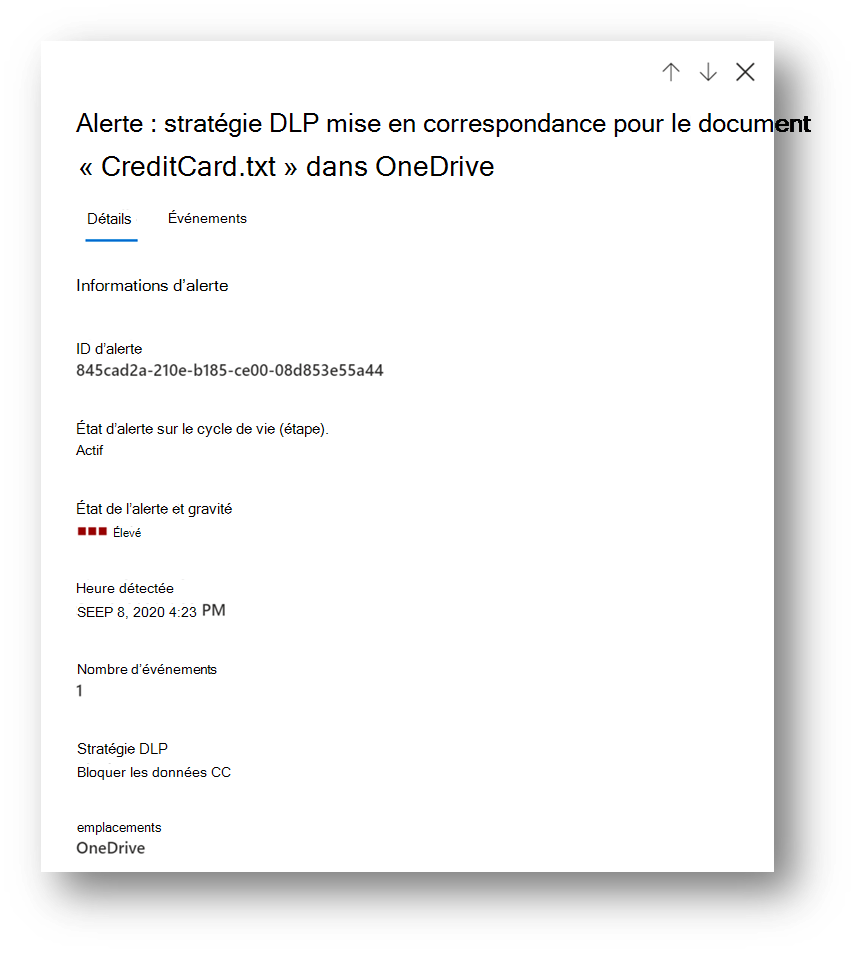 Alerte : stratégie DLP mise en correspondance pour le document
« CreditCard.txt » dans OneDrive
Détails Événements
Informations d’alerte
ID d’alerte
845cad2a-210e-b185-ce00-08d853e55a44
État d’alerte sur le cycle de vie (étape).
Actif
État de l’alerte et gravité
Élevé
Heure détectée
SEEP 8, 2020 4:23 PM
Nombre d’événements
1
Stratégie DLP
Bloquer les données CC
emplacements
OneDrive